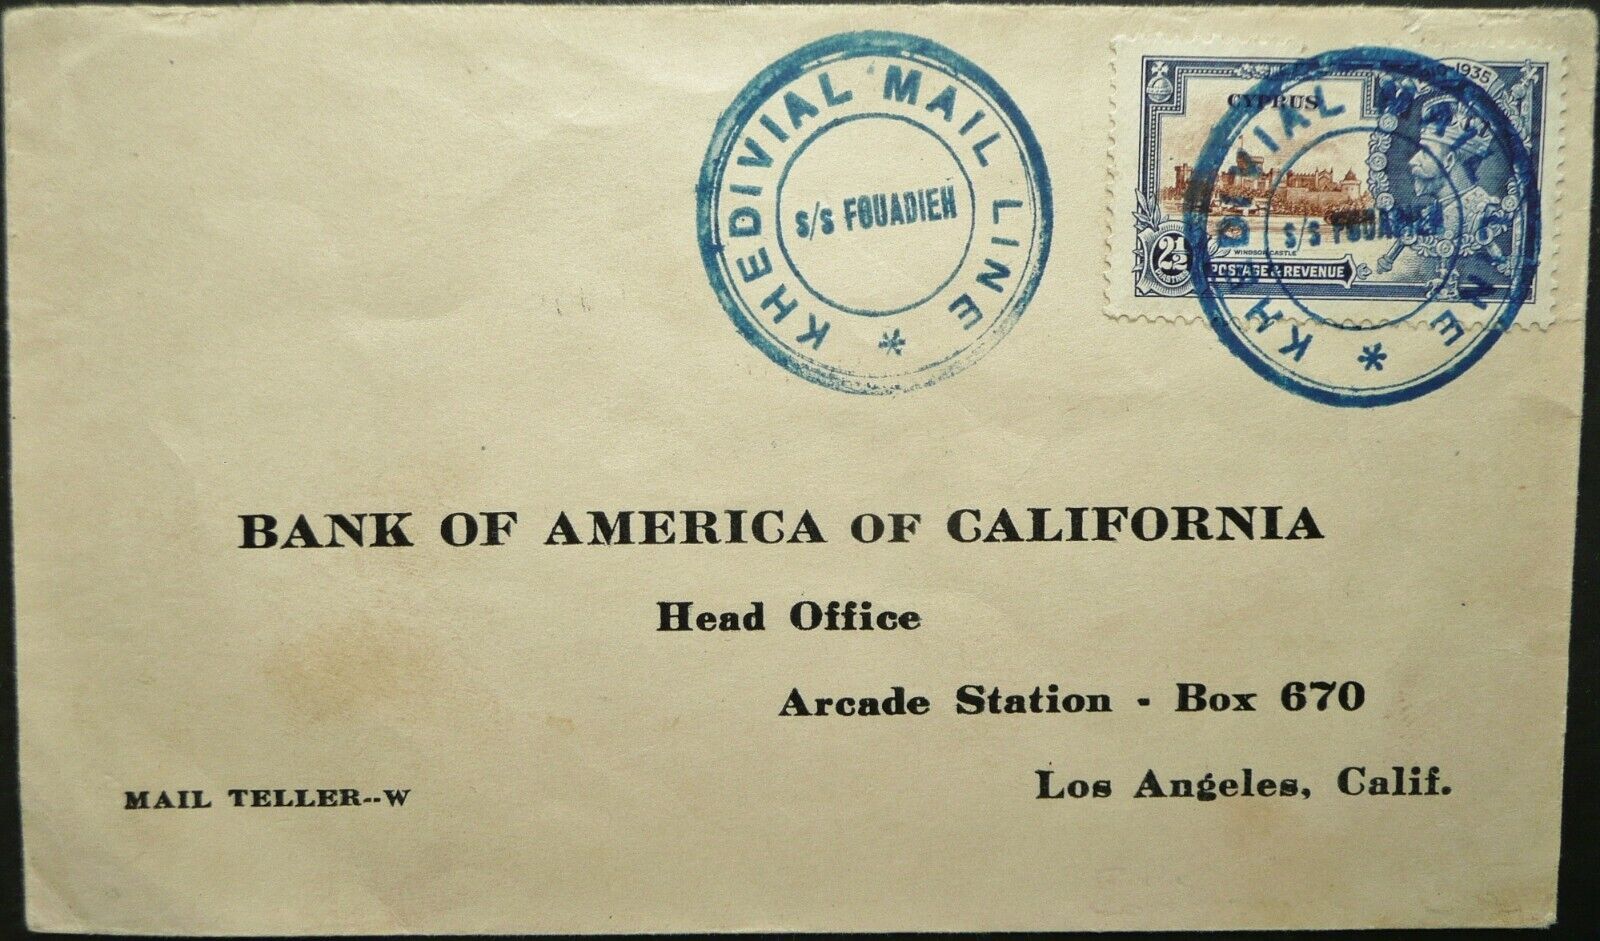 KHEDIVIAL MAIL LINE *
s/s FOUADIEH
KHEDIVIAL MAIL LINE *
s/s FOUADIEH
CYPRUS
1935
WINDSOR CASTLE
2½
PIASTRES
POSTAGE & REVENUE
BANK OF AMERICA OF CALIFORNIA
Head Office
Arcade Station - Box 670
Los Angeles, Calif.
MAIL TELLER--W